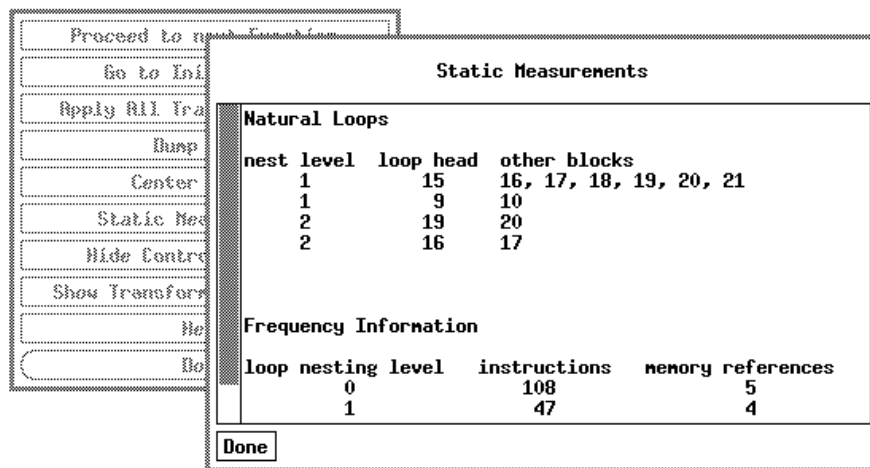 Proceed to next Function
Go to Ini
Apply All Tra
Dump
Center
Static Mea
Hide Contro
Show Transform
He
Do
Static Measurements
Natural Loops
nest level loop head other blocks
1 15 16, 17, 18, 19, 20, 21
1 9 10
2 19 20
2 16 17
Frequency Information
loop nesting level instructions memory references
0 108 5
1 47 4
Done